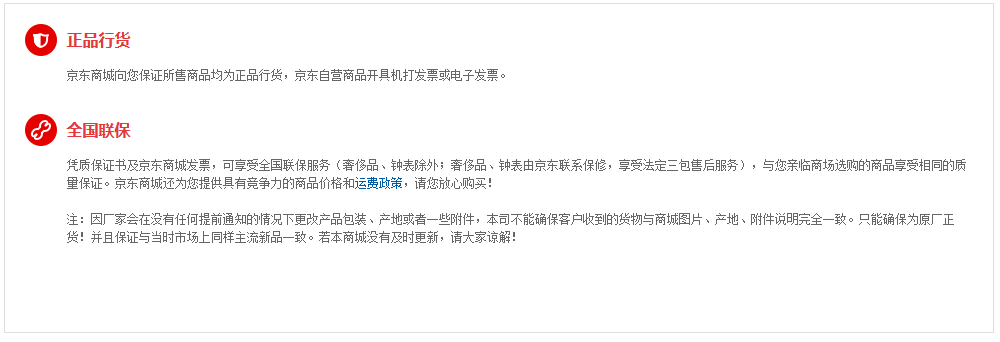 正品行货
京东商城向您保证所售商品均为正品行货，京东自营商品开具机打发票或电子发票。
全国联保
凭质保证书及京东商城发票，可享受全国联保服务（奢侈品、钟表除外；奢侈品、钟表由京东联系保修，享受法定三包售后服务），与您亲临商场选购的商品享受相同的质
量保证。京东商城还为您提供具有竞争力的商品价格和运费政策，请您放心购买！
注：因厂家会在没有任何提前通知的情况下更改产品包装、产地或者一些附件，本司不能确保客户收到的货物与商城图片、产地、附件说明完全一致。只能确保为原厂正
货！并且保证与当时市场上同样主流新品一致。若本商城没有及时更新，请大家谅解！